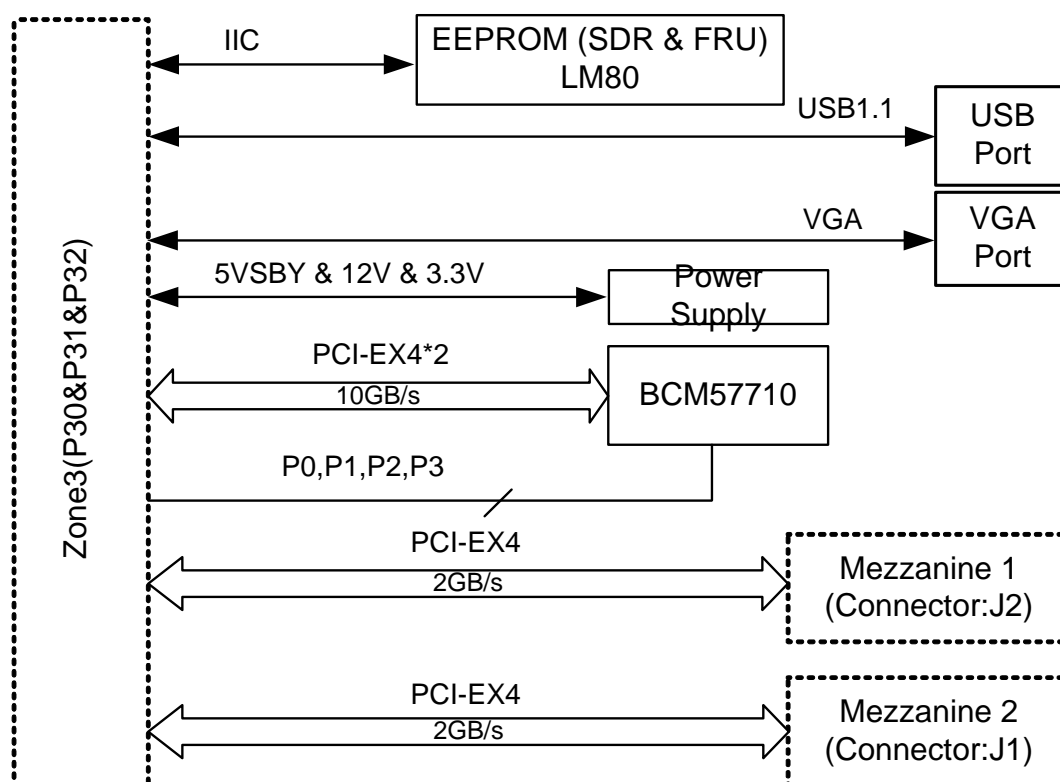 IIC
EEPROM (SDR & FRU)
LM80
USB1.1
USB
Port
VGA
VGA
Port
Zone3(P30&P31&P32)
5VSBY & 12V & 3.3V
Power
Supply
PCI-EX4*2
10GB/s
BCM57710
P0,P1,P2,P3
PCI-EX4
2GB/s
Mezzanine 1
(Connector:J2)
PCI-EX4
2GB/s
Mezzanine 2
(Connector:J1)